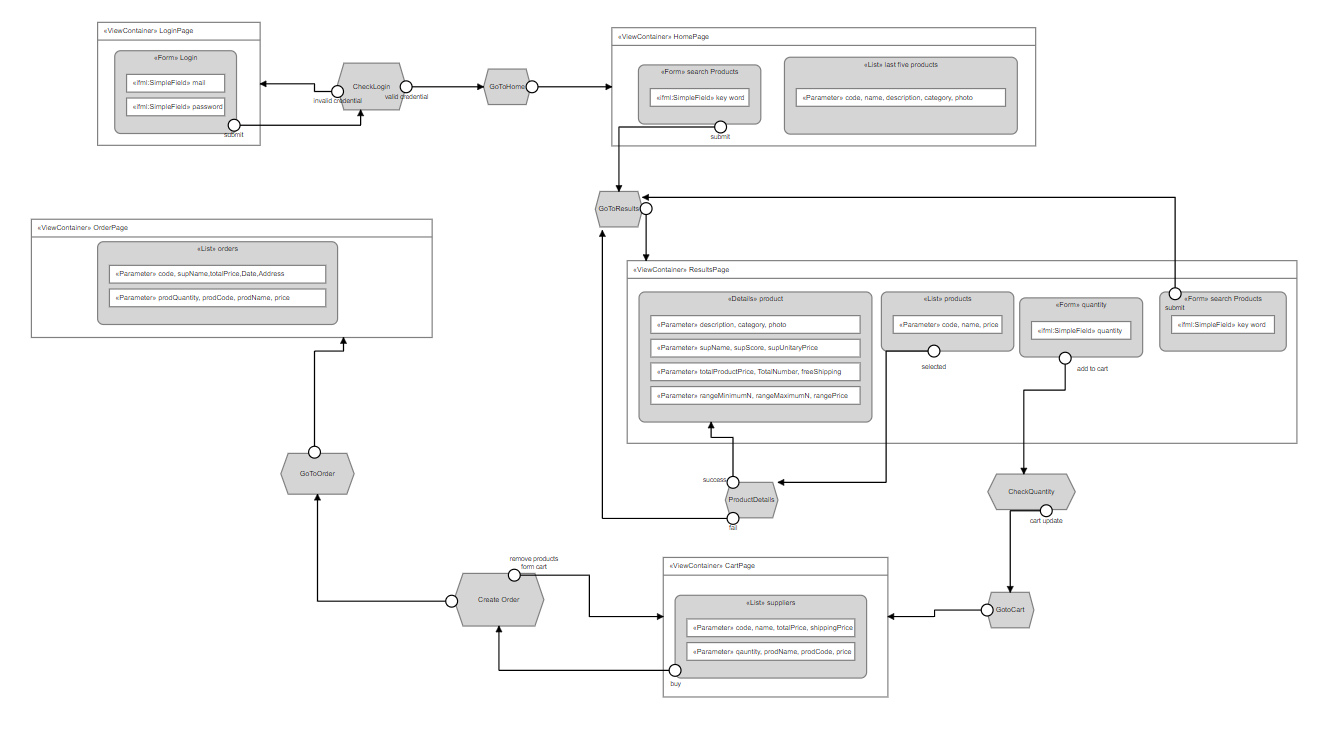 «ViewContainer» LoginPage
«Form» Login
«ifml:SimpleField» mail
«ifml:SimpleField» password
submit
CheckLogin
invalid credential
valid credential
GoToHome
«ViewContainer» HomePage
«Form» search Products
«ifml:SimpleField» key word
submit
«List» last five products
«Parameter» code, name, description, category, photo
GoToResults
«ViewContainer» OrderPage
«List» orders
«Parameter» code, supName,totalPrice,Date,Address
«Parameter» prodQuantity, prodCode, prodName, price
«ViewContainer» ResultsPage
«Details» product
«Parameter» description, category, photo
«Parameter» supName, supScore, supUnitaryPrice
«Parameter» totalProductPrice, TotalNumber, freeShipping
«Parameter» rangeMinimumN, rangeMaximumN, rangePrice
«List» products
«Parameter» code, name, price
selected
«Form» quantity
«ifml:SimpleField» quantity
add to cart
«Form» search Products
submit
«ifml:SimpleField» key word
GoToOrder
success
ProductDetails
fail
CheckQuantity
cart update
remove products
form cart
Create Order
«ViewContainer» CartPage
«List» suppliers
«Parameter» code, name, totalPrice, shippingPrice
«Parameter» qauntity, prodName, prodCode, price
buy
GotoCart